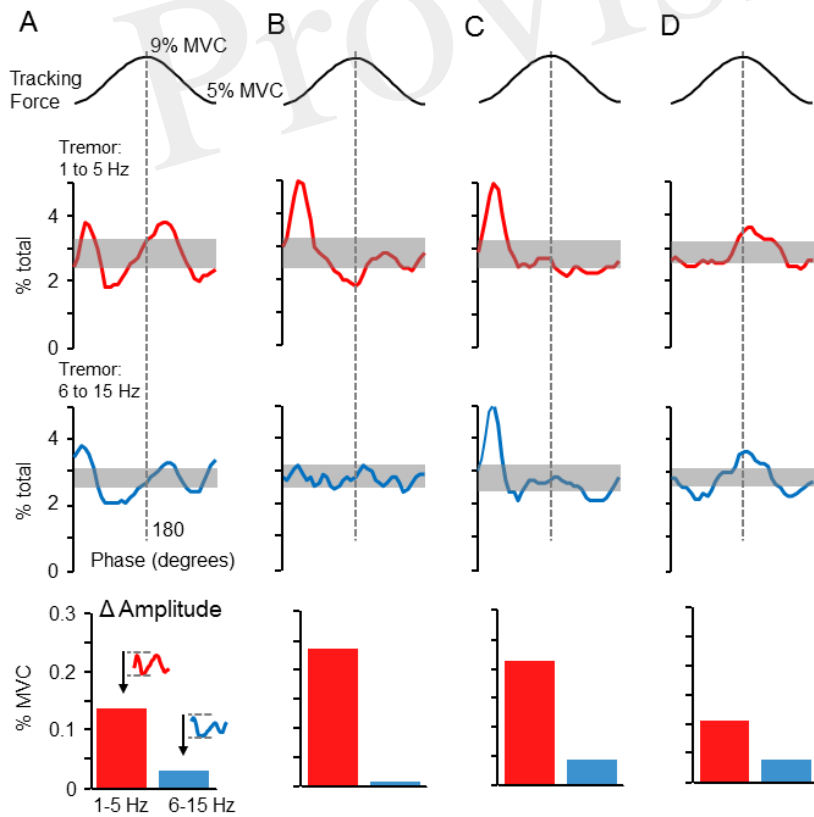 A
B
C
D
Provis
9% MVC
Tracking
Force
5% MVC
Tremor:
1 to 5 Hz
% total
4
2
0
Tremor:
6 to 15 Hz
% total
4
2
0
180
Phase (degrees)
Δ Amplitude
% MVC
0.3
0.2
0.1
0
1-5 Hz
6-15 Hz